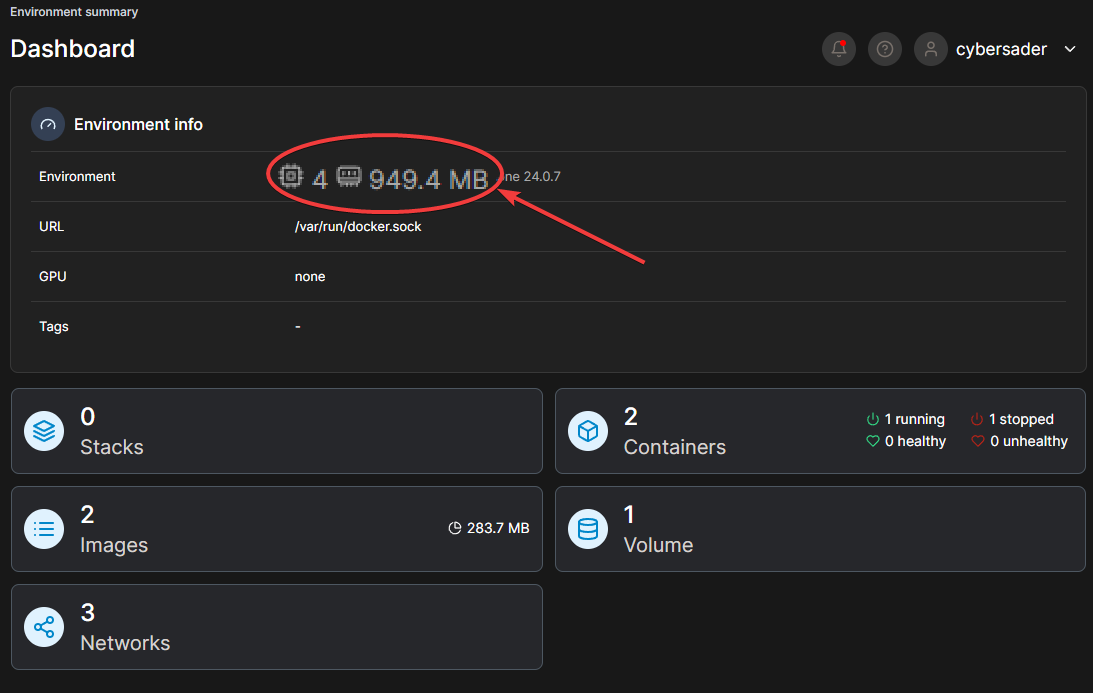 Environment summary
Dashboard
cybersader
Environment info
Environment 4 949.4 MB 24.0.7
URL /var/run/docker.sock
GPU none
Tags -
0
Stacks
2
Containers
1 running 1 stopped
0 healthy 0 unhealthy
2
Images
283.7 MB
1
Volume
3
Networks